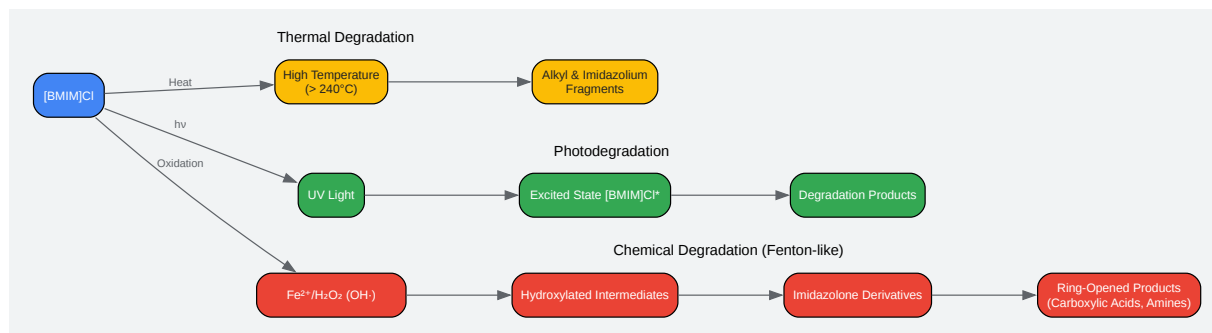 Thermal Degradation
[BMIM]Cl
Heat
High Temperature
(> 240°C)
Alkyl & Imidazolium
Fragments
hν
Photodegradation
Oxidation
UV Light
Excited State [BMIM]Cl*
Degradation Products
Chemical Degradation (Fenton-like)
Fe²⁺/H₂O₂ (OH·)
Hydroxylated Intermediates
Imidazolone Derivatives
Ring-Opened Products
(Carboxylic Acids, Amines)